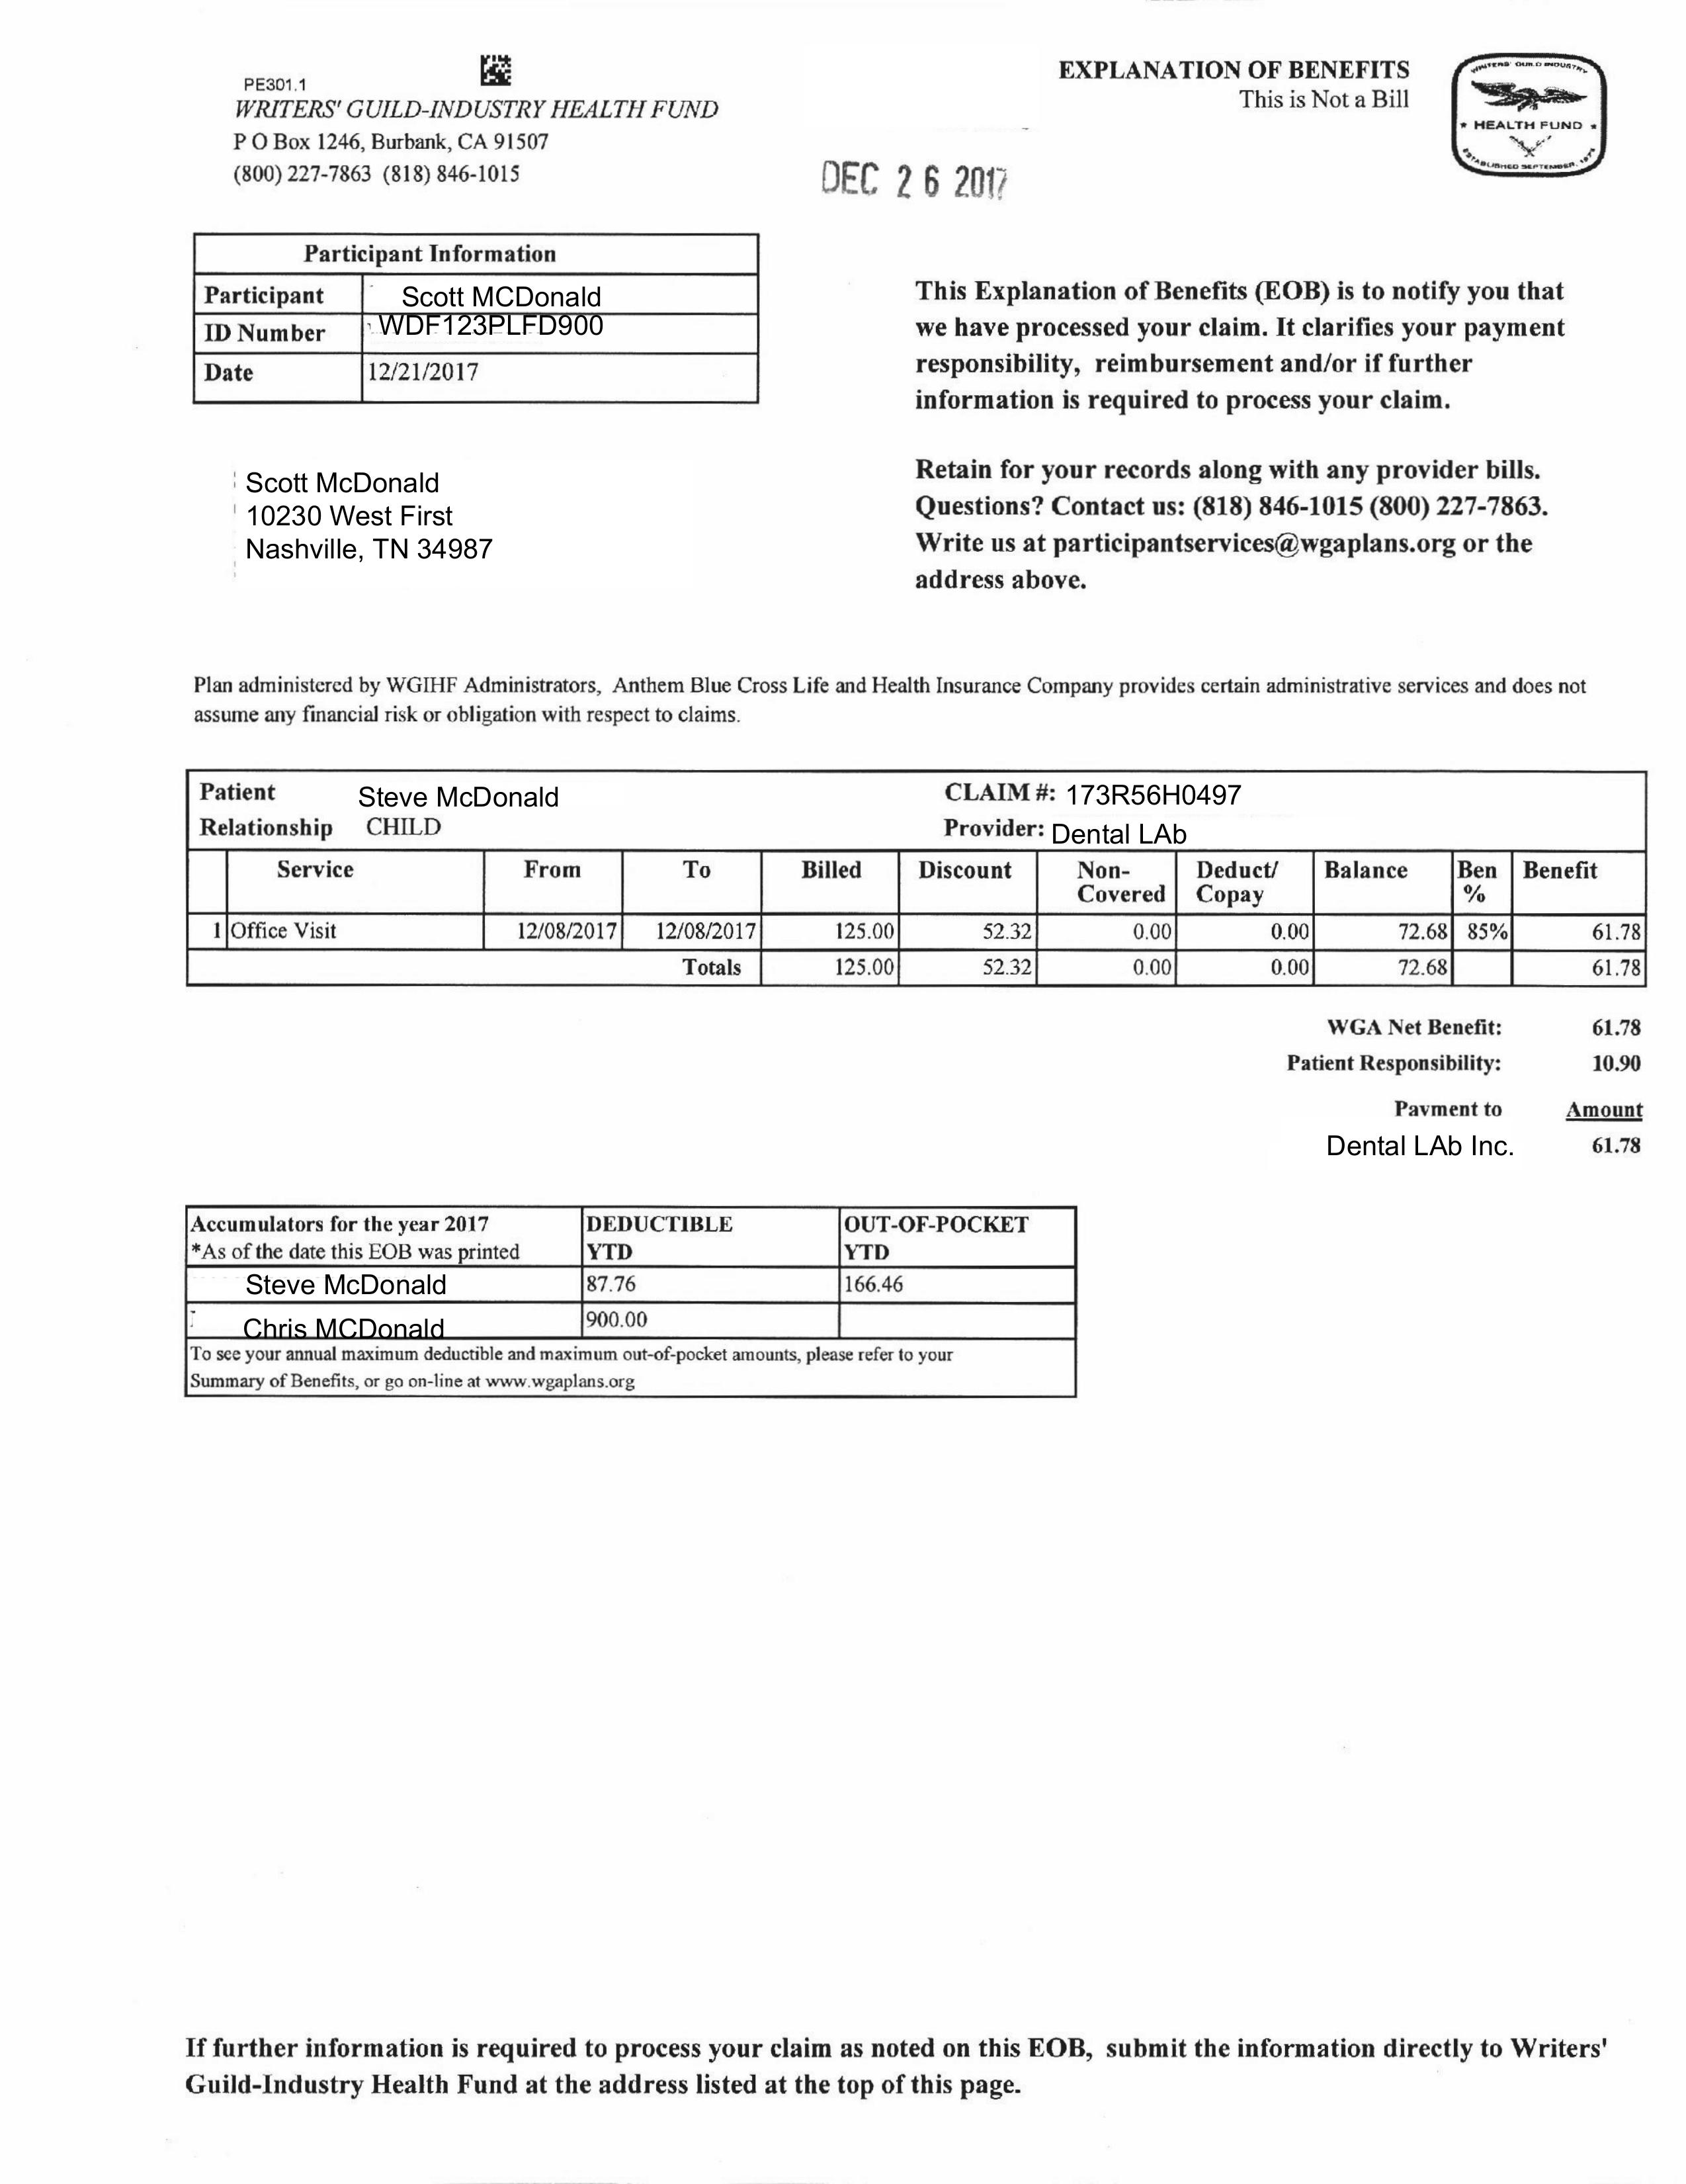 PE301.1
WRITERS' GUILD-INDUSTRY HEALTH FUND
P O Box 1246, Burbank, CA 91507
(800) 227-7863 (818) 846-1015
EXPLANATION OF BENEFITS
This is Not a Bill
WRITERS' GUILD INDUSTRY
* HEALTH FUND *
ESTABLISHED SEPTEMBER, 1973
DEC 26 2017
Participant Information
Participant Scott MCDonald
ID Number WDF123PLFD900
Date 12/21/2017
This Explanation of Benefits (EOB) is to notify you that
we have processed your claim. It clarifies your payment
responsibility, reimbursement and/or if further
information is required to process your claim.
Scott McDonald
10230 West First
Nashville, TN 34987
Retain for your records along with any provider bills.
Questions? Contact us: (818) 846-1015 (800) 227-7863.
Write us at participantservices@wgaplans.org or the
address above.
Plan administered by WGIHF Administrators, Anthem Blue Cross Life and Health Insurance Company provides certain administrative services and does not
assume any financial risk or obligation with respect to claims.
Patient Steve McDonald CLAIM #: 173R56H0497
Relationship CHILD Provider: Dental LAb
Service From To Billed Discount Non-Covered Deduct/Copay Balance Ben % Benefit
1 Office Visit 12/08/2017 12/08/2017 125.00 52.32 0.00 0.00 72.68 85% 61.78
Totals 125.00 52.32 0.00 0.00 72.68 61.78
WGA Net Benefit: 61.78
Patient Responsibility: 10.90
Payment to Amount
Dental LAb Inc. 61.78
Accumulators for the year 2017 DEDUCTIBLE OUT-OF-POCKET
*As of the date this EOB was printed YTD YTD
Steve McDonald 87.76 166.46
Chris MCDonald 900.00
To see your annual maximum deductible and maximum out-of-pocket amounts, please refer to your
Summary of Benefits, or go on-line at www.wgaplans.org
If further information is required to process your claim as noted on this EOB, submit the information directly to Writers'
Guild-Industry Health Fund at the address listed at the top of this page.